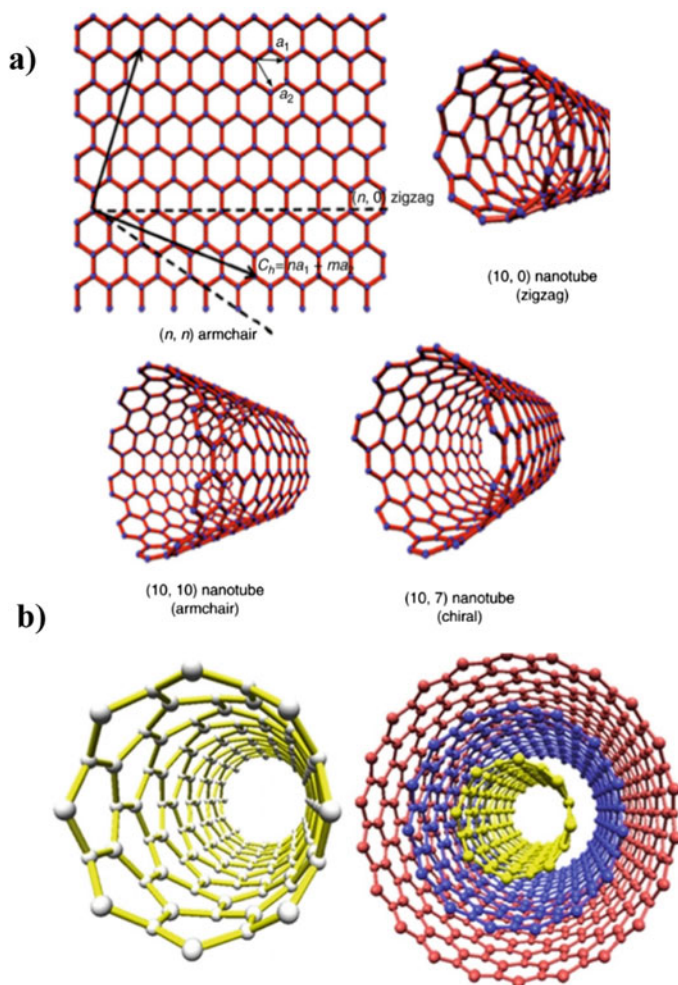 a)
a1
a2
(n, 0) zigzag
Ch=na1 + ma
(n, n) armchair
(10, 0) nanotube
(zigzag)
(10, 10) nanotube
(armchair)
(10, 7) nanotube
(chiral)
b)